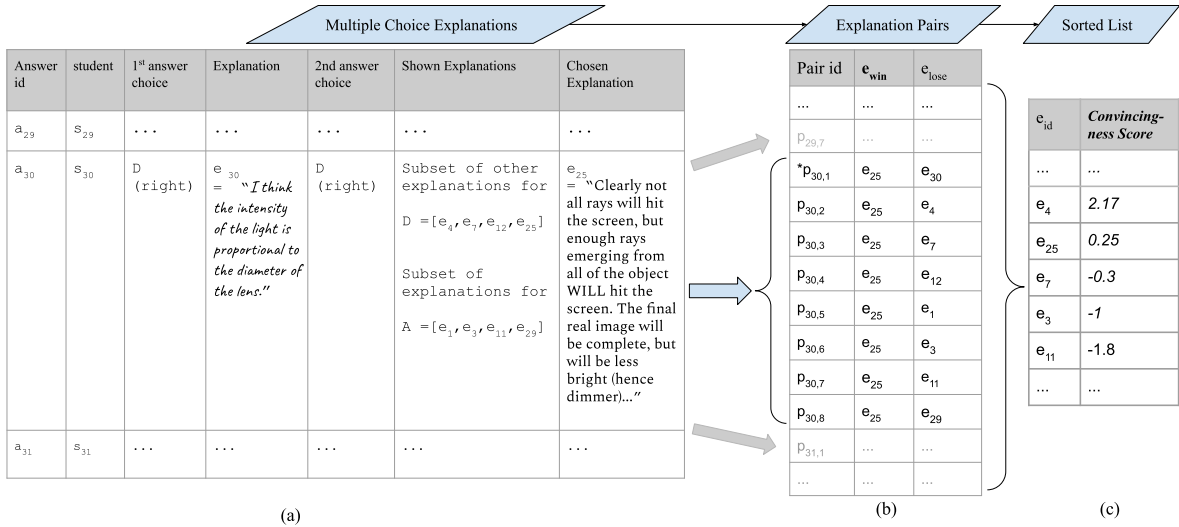 Multiple Choice Explanations
Explanation Pairs
Sorted List
Answer id
student
1st answer choice
Explanation
2nd answer choice
Shown Explanations
Chosen Explanation
a29
s29
...
...
...
...
...
a30
s30
D
(right)
e 30
= "I think
the intensity
of the light is
proportional to
the diameter of
the lens."
D
(right)
Subset of other
explanations for
D =[e4,e7,e12,e25]
Subset of
explanations for
A =[e1,e3,e11,e29]
e25
= "Clearly not
all rays will hit
the screen, but
enough rays
emerging from
all of the object
WILL hit the
screen. The final
real image will
be complete, but
will be less
bright (hence
dimmer)..."
a31
s31
...
...
...
...
...
(a)
Pair id ewin elose
... ... ...
p29,7 ... ...
*p30,1 e25 e30
p30,2 e25 e4
p30,3 e25 e7
p30,4 e25 e12
p30,5 e25 e1
p30,6 e25 e3
p30,7 e25 e11
p30,8 e25 e29
p31,1 ... ...
... ... ...
(b)
eid
Convincing-
ness Score
... ...
e4 2.17
e25 0.25
e7 -0.3
e3 -1
e11 -1.8
... ...
(c)